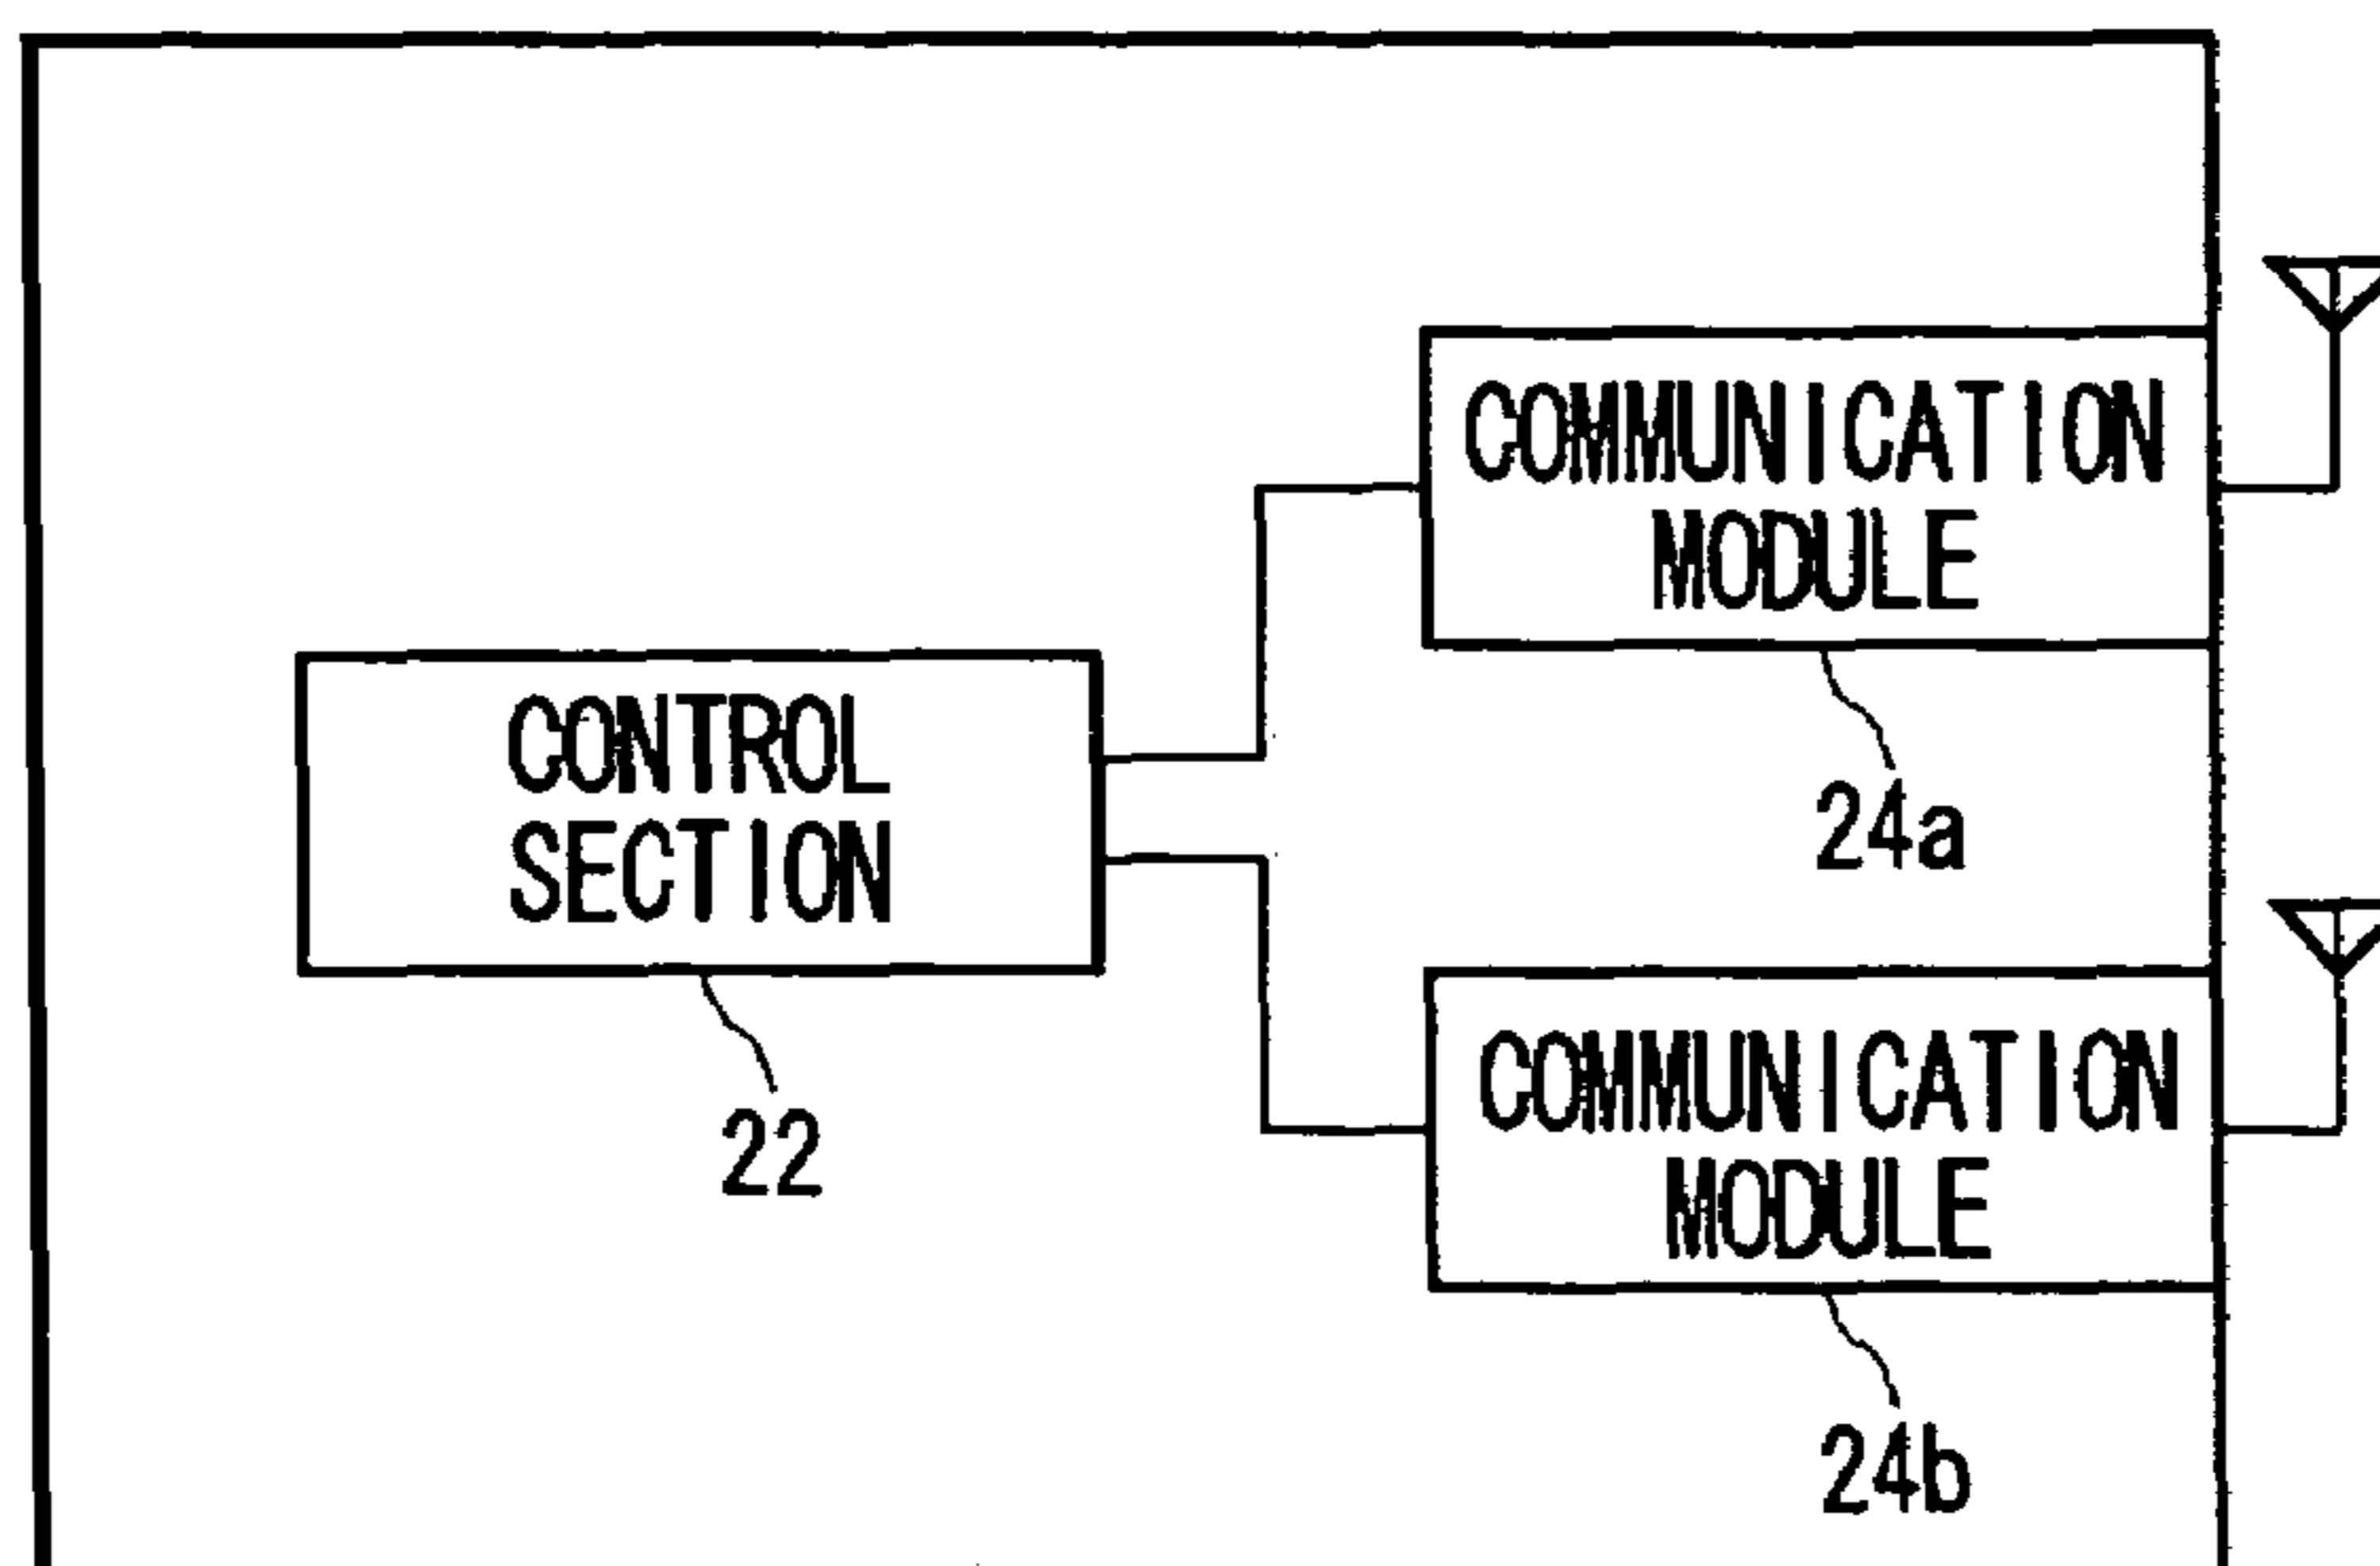 COMMUNICATION
MODULE
24a
CONTROL
SECTION
22
COMMUNICATION
MODULE
24b